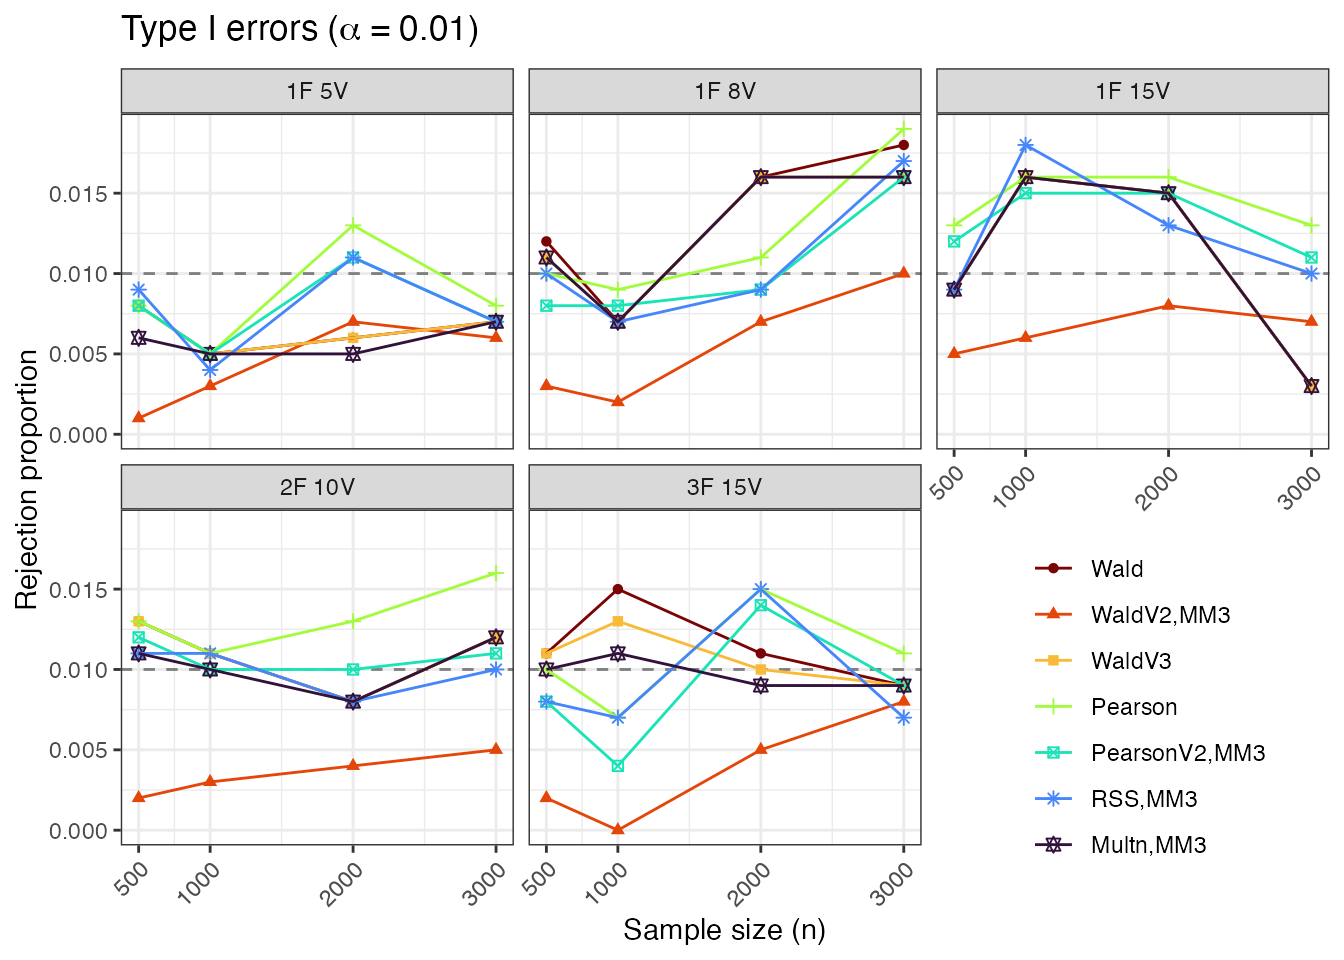 Type I errors (α = 0.01)
1F 5V
1F 8V
1F 15V
0.015
0.010
0.005
0.000
500
1000
2000
3000
2F 10V
3F 15V
Rejection proportion
0.015
0.010
0.005
0.000
Wald
WaldV2,MM3
WaldV3
Pearson
PearsonV2,MM3
RSS,MM3
Multn,MM3
500
1000
2000
3000
500
1000
2000
3000
Sample size (n)